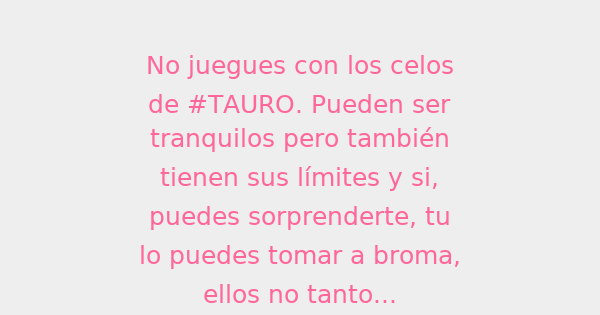 No juegues con los celos
de #TAURO. Pueden ser
tranquilos pero también
tienen sus límites y si,
puedes sorprenderte, tu
lo puedes tomar a broma,
ellos no tanto...